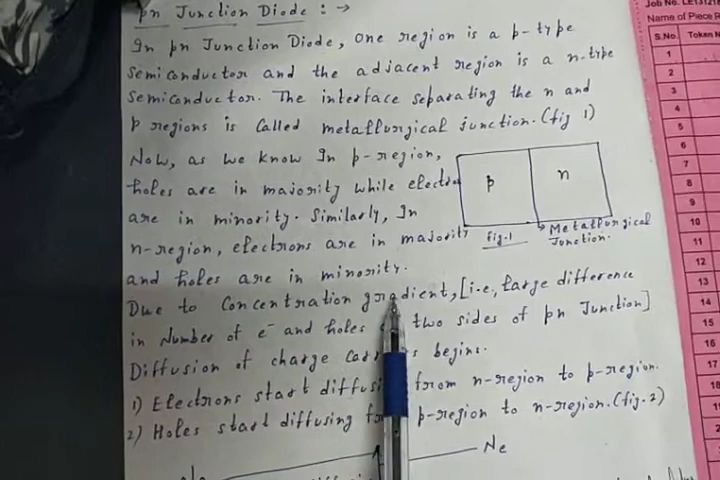 pn Junction Diode :→
In pn Junction Diode, one region is a p-type
semiconductor and the adjacent region is a n-type
semiconductor. The interface separating the n and
p regions is called metallurgical junction. (fig 1)
Now, as we know In p-region,
holes are in majority while electron
are in minority. Similarly, In
n-region, electrons are in majority
and holes are in minority.
p
n
fig.1
Metallurgical
Junction.
Due to concentration gradient, [i.e., large difference
in number of e- and holes two sides of pn Junction]
Diffusion of charge begins.
1) Electrons start from n-region to p-region.
2) Holes start diffusing p-region to n-region. (fig. 2)
Ne
Job No.
Name of Piece
S.No.
Token
1
2
3
4
5
6
7
8
9
10
11
12
13
14
15
16
17
18